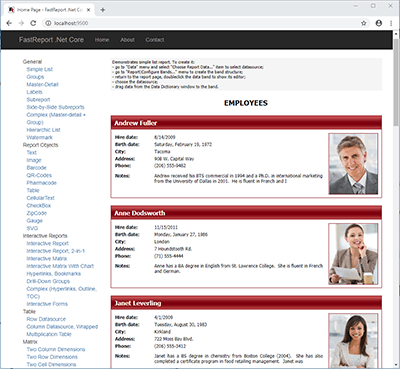 Home Page - FastReport .Net Co
localhost:9500
FastReport .Net Core
Home
About
Contact
General
Simple List
Groups
Master-Detail
Labels
Subreport
Side-by-Side Subreports
Complex (Master-detail +
Group)
Hierarchic List
Watermark
Report Objects
Text
Image
Barcode
QR-Codes
Pharmacode
Table
CellularText
CheckBox
ZipCode
Gauge
SVG
Interactive Reports
Interactive Report
Interactive Report, 2-in-1
Interactive Matrix
Interactive Matrix With Chart
Hyperlinks, Bookmarks
Drill-Down Groups
Complex (Hyperlinks, Outline,
TOC)
Interactive Forms
Table
Row Datasource
Column Datasource, Wrapped
Multiplication Table
Matrix
Two Column Dimensions
Two Row Dimensions
Two Cell Dimensions
Demonstrates simple list report. To create it:
- go to "Data" menu and select "Choose Report Data..." item to select datasource;
- go to "Report|Configure Bands..." menu to create the band structure;
- return to the report page, doubleclick the data band to show its editor;
- choose the datasource;
- drag data from the Data Dictionary window to the band.
EMPLOYEES
Andrew Fuller
Hire date: 8/14/2009
Birth date: Saturday, February 19, 1972
City: Tacoma
Address: 908 W. Capital Way
Phone: (206) 555-9482
Notes: Andrew received his BTS commercial in 1994 and a Ph.D. in international marketing
from the University of Dallas in 2001. He is fluent in French and I
Anne Dodsworth
Hire date: 11/15/2011
Birth date: Monday, January 27, 1986
City: London
Address: 7 Houndstooth Rd.
Phone: (71) 555-4444
Notes: Anne has a BA degree in English from St. Lawrence College. She is fluent in French
and German.
Janet Leverling
Hire date: 4/1/2009
Birth date: Tuesday, August 30, 1983
City: Kirkland
Address: 722 Moss Bay Blvd.
Phone: (206) 555-3412
Notes: Janet has a BS degree in chemistry from Boston College (2004). She has also
completed a certificate program in food retailing management. Janet was